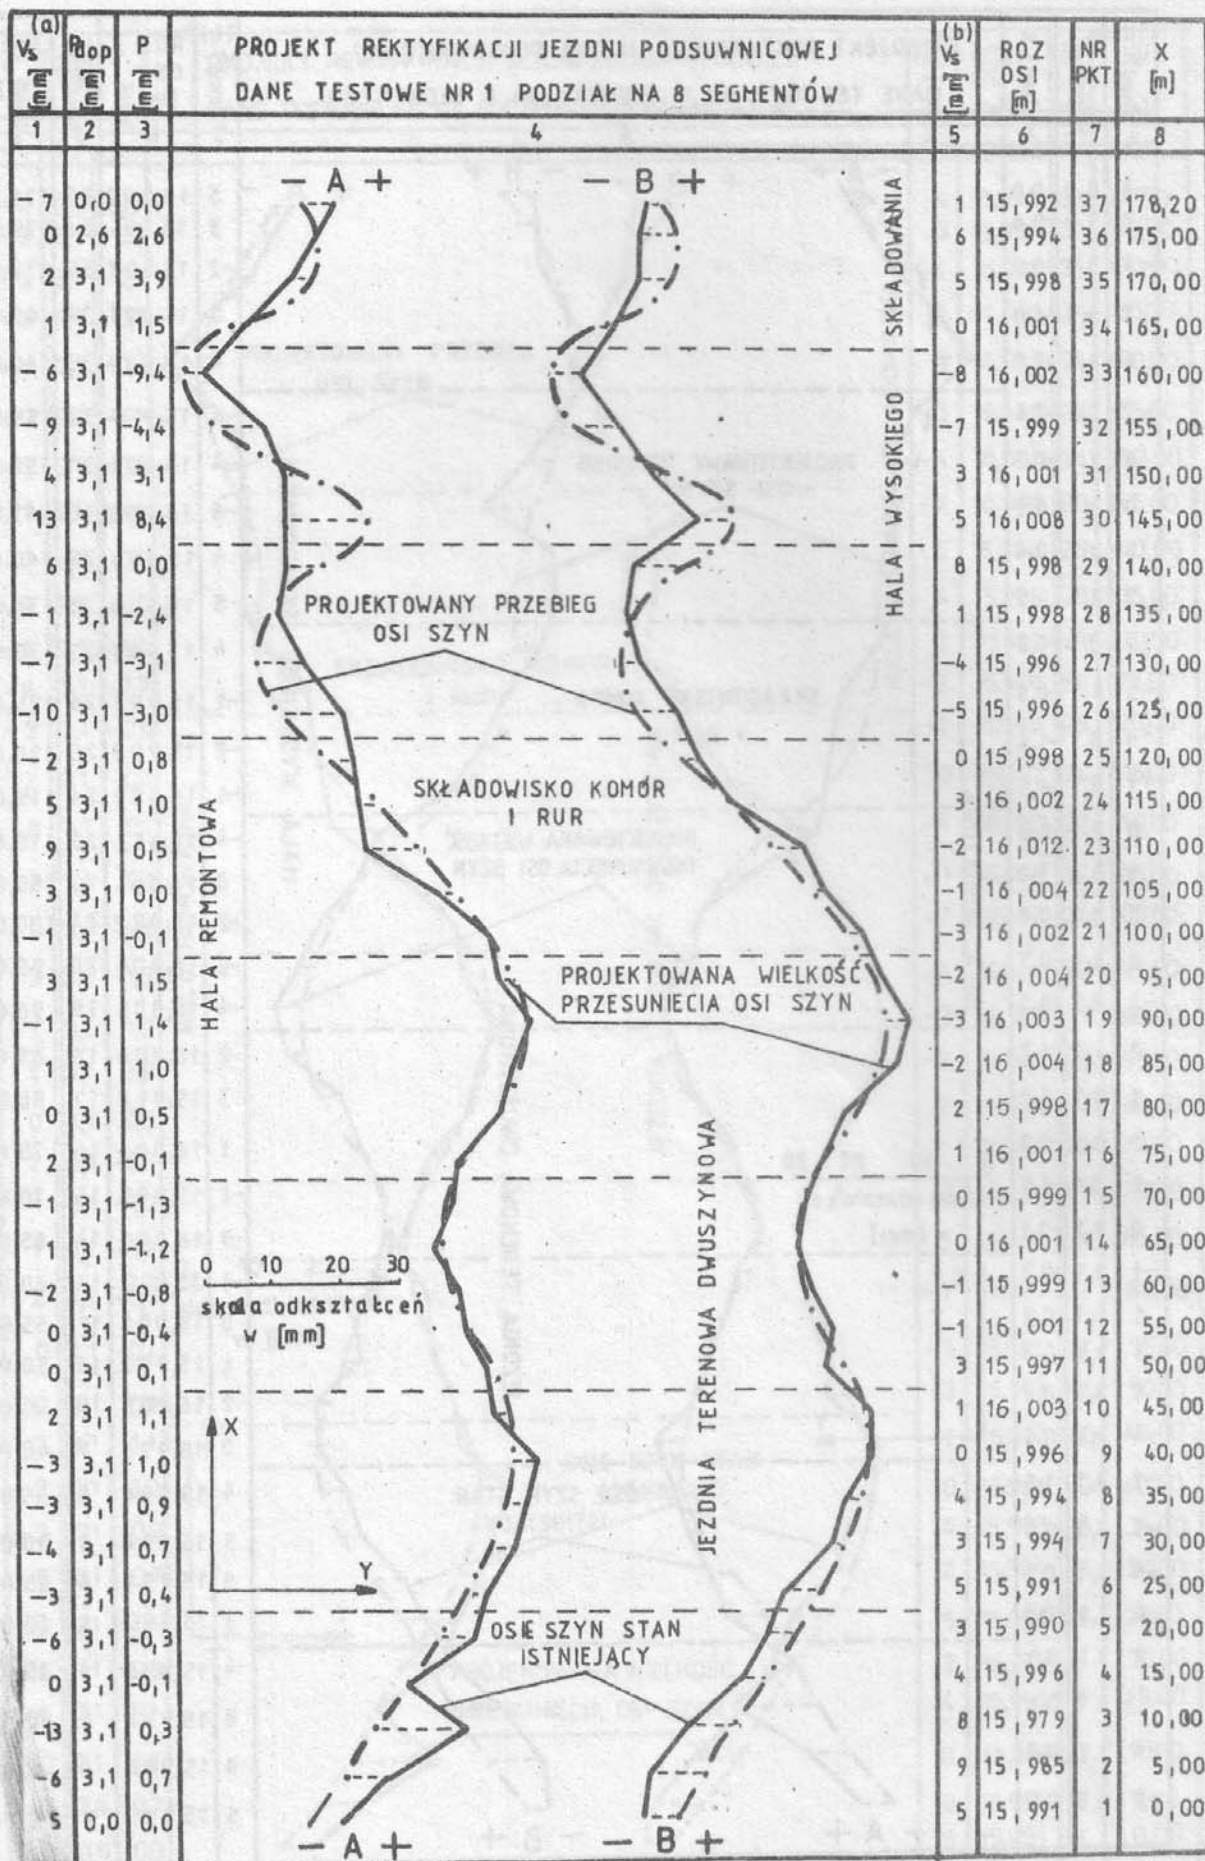 (a) (b)
Vs Pdop P PROJEKT REKTYFIKACJI JEZDNI PODSUWNICOWEJ Vs ROZ OSI NR PKT X
[mm] [mm] [mm] DANE TESTOWE NR 1 PODZIAŁ NA 8 SEGMENTÓW [mm] [m] [m]
1 2 3 4 5 6 7 8
− A + − B +
−7 0,0 0,0 1 15,992 37 178,20
0 2,6 2,6 6 15,994 36 175,00
2 3,1 3,9 5 15,998 35 170,00
1 3,1 1,5 0 16,001 34 165,00
−6 3,1 −9,4 −8 16,002 33 160,00
−9 3,1 −4,4 −7 15,999 32 155,00
4 3,1 3,1 3 16,001 31 150,00
13 3,1 8,4 5 16,008 30 145,00
6 3,1 0,0 8 15,998 29 140,00
−1 3,1 −2,4 1 15,998 28 135,00
−7 3,1 −3,1 −4 15,996 27 130,00
−10 3,1 −3,0 −5 15,996 26 125,00
−2 3,1 0,8 0 15,998 25 120,00
5 3,1 1,0 3 16,002 24 115,00
9 3,1 0,5 −2 16,012 23 110,00
3 3,1 0,0 −1 16,004 22 105,00
−1 3,1 −0,1 −3 16,002 21 100,00
3 3,1 1,5 −2 16,004 20 95,00
−1 3,1 1,4 −3 16,003 19 90,00
1 3,1 1,0 −2 16,004 18 85,00
0 3,1 0,5 2 15,998 17 80,00
2 3,1 −0,1 1 16,001 16 75,00
−1 3,1 −1,3 0 15,999 15 70,00
1 3,1 −1,2 0 16,001 14 65,00
−2 3,1 −0,8 −1 15,999 13 60,00
0 3,1 −0,4 −1 16,001 12 55,00
0 3,1 0,1 3 15,997 11 50,00
2 3,1 1,1 1 16,003 10 45,00
−3 3,1 1,0 0 15,996 9 40,00
−3 3,1 0,9 4 15,994 8 35,00
−4 3,1 0,7 3 15,994 7 30,00
−3 3,1 0,4 5 15,991 6 25,00
−6 3,1 −0,3 3 15,990 5 20,00
0 3,1 −0,1 4 15,996 4 15,00
−13 3,1 0,3 8 15,979 3 10,00
−6 3,1 0,7 9 15,985 2 5,00
5 0,0 0,0 5 15,991 1 0,00
HALA WYSOKIEGO SKŁADOWANIA
PROJEKTOWANY PRZEBIEG
OSI SZYN
SKŁADOWISKO KOMÓR
I RUR
HALA REMONTOWA
PROJEKTOWANA WIELKOŚĆ
PRZESUNIECIA OSI SZYN
JEZDNIA TERENOWA DWUSZYNOWA
0 10 20 30
skala odkształceń
w [mm]
X
Y
OSIE SZYN STAN
ISTNIEJĄCY
− A + − B +